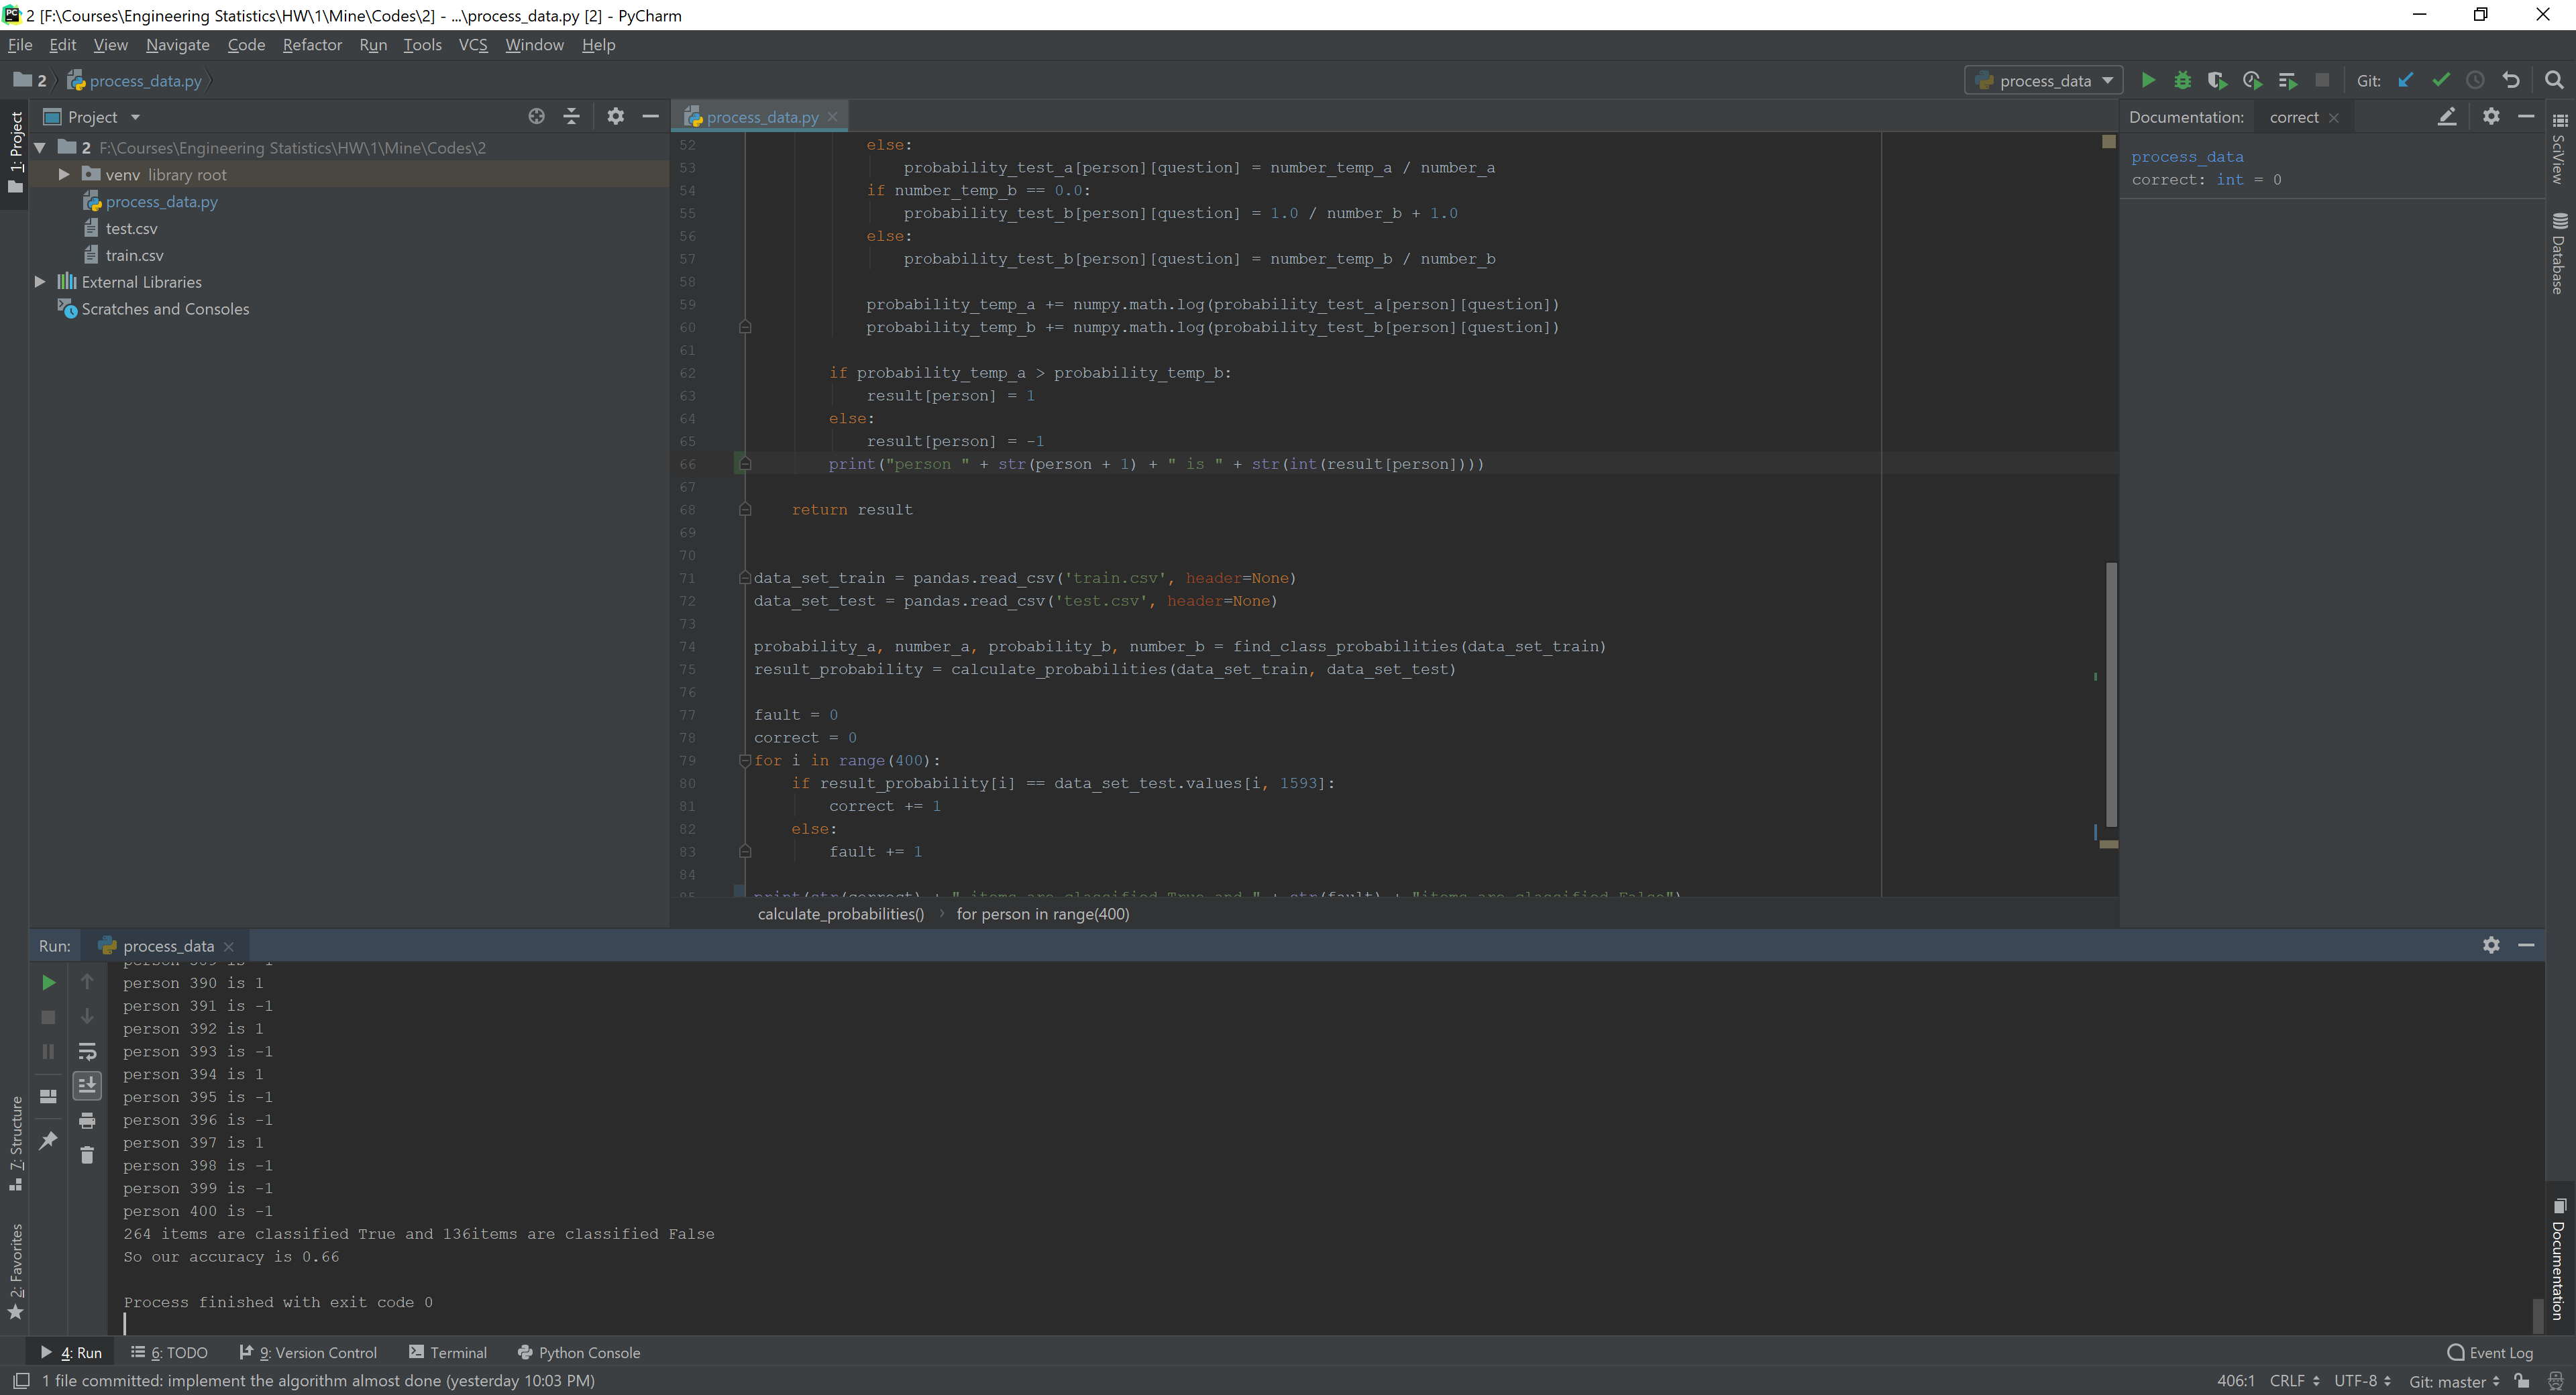 2 [F:\Courses\Engineering Statistics\HW\1\Mine\Codes\2] - ...\process_data.py [2] - PyCharm
File Edit View Navigate Code Refactor Run Tools VCS Window Help
2 process_data.py process_data Git:
Project process_data.py Documentation: correct
1: Project
2 F:\Courses\Engineering Statistics\HW\1\Mine\Codes\2
venv library root
process_data.py
test.csv
train.csv
External Libraries
Scratches and Consoles
52 else:
53 probability_test_a[person][question] = number_temp_a / number_a
54 if number_temp_b == 0.0:
55 probability_test_b[person][question] = 1.0 / number_b + 1.0
56 else:
57 probability_test_b[person][question] = number_temp_b / number_b
58
59 probability_temp_a += numpy.math.log(probability_test_a[person][question])
60 probability_temp_b += numpy.math.log(probability_test_b[person][question])
61
62 if probability_temp_a > probability_temp_b:
63 result[person] = 1
64 else:
65 result[person] = -1
66 print("person " + str(person + 1) + " is " + str(int(result[person])))
67
68 return result
69
70
71 data_set_train = pandas.read_csv('train.csv', header=None)
72 data_set_test = pandas.read_csv('test.csv', header=None)
73
74 probability_a, number_a, probability_b, number_b = find_class_probabilities(data_set_train)
75 result_probability = calculate_probabilities(data_set_train, data_set_test)
76
77 fault = 0
78 correct = 0
79 for i in range(400):
80 if result_probability[i] == data_set_test.values[i, 1593]:
81 correct += 1
82 else:
83 fault += 1
84
85 print(str(correct) + " items are classified True and " + str(fault) + "items are classified False")
calculate_probabilities() for person in range(400)
process_data
correct: int = 0
SciView
Database
Run: process_data
person 389 is -1
person 390 is 1
person 391 is -1
person 392 is 1
person 393 is -1
person 394 is 1
person 395 is -1
person 396 is -1
person 397 is 1
person 398 is -1
person 399 is -1
person 400 is -1
264 items are classified True and 136items are classified False
So our accuracy is 0.66
Process finished with exit code 0
7: Structure
2: Favorites
Documentation
4: Run 6: TODO 9: Version Control Terminal Python Console Event Log
1 file committed: implement the algorithm almost done (yesterday 10:03 PM) 406:1 CRLF UTF-8 Git: master